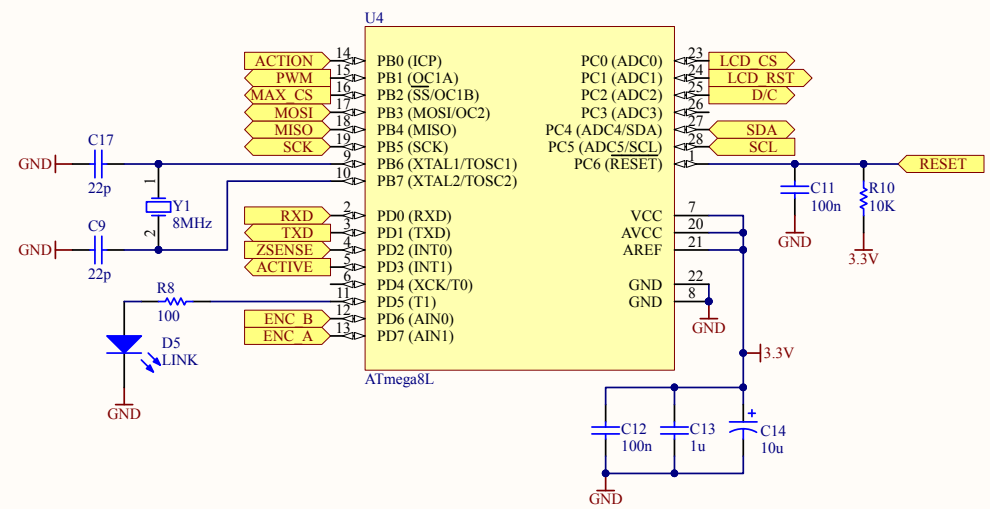 U4
ACTION 14 PB0 (ICP) PC0 (ADC0) 23 LCD_CS
PWM 15 PB1 (OC1A) PC1 (ADC1) 24 LCD_RST
MAX_CS 16 PB2 (SS/OC1B) PC2 (ADC2) 25 D/C
MOSI 17 PB3 (MOSI/OC2) PC3 (ADC3) 26
MISO 18 PB4 (MISO) PC4 (ADC4/SDA) 27 SDA
SCK 19 PB5 (SCK) PC5 (ADC5/SCL) 28 SCL
C17
GND 9 PB6 (XTAL1/TOSC1) PC6 (RESET) 1 RESET
22p
10 PB7 (XTAL2/TOSC2)
1
C11 R10
100n 10K
Y1
8MHz
2
RXD 2 PD0 (RXD) VCC 7
C9
TXD 3 PD1 (TXD) AVCC 20
GND
GND 4 ZSENSE PD2 (INT0) AREF 21
3.3V
22p
ACTIVE 5 PD3 (INT1)
6 PD4 (XCK/T0) GND 22
R8
100
11 PD5 (T1) GND 8
ENC_B 12 PD6 (AIN0)
GND
ENC_A 13 PD7 (AIN1)
D5
LINK
3.3V
ATmega8L
GND
C12 C13 + C14
100n 1u 10u
GND